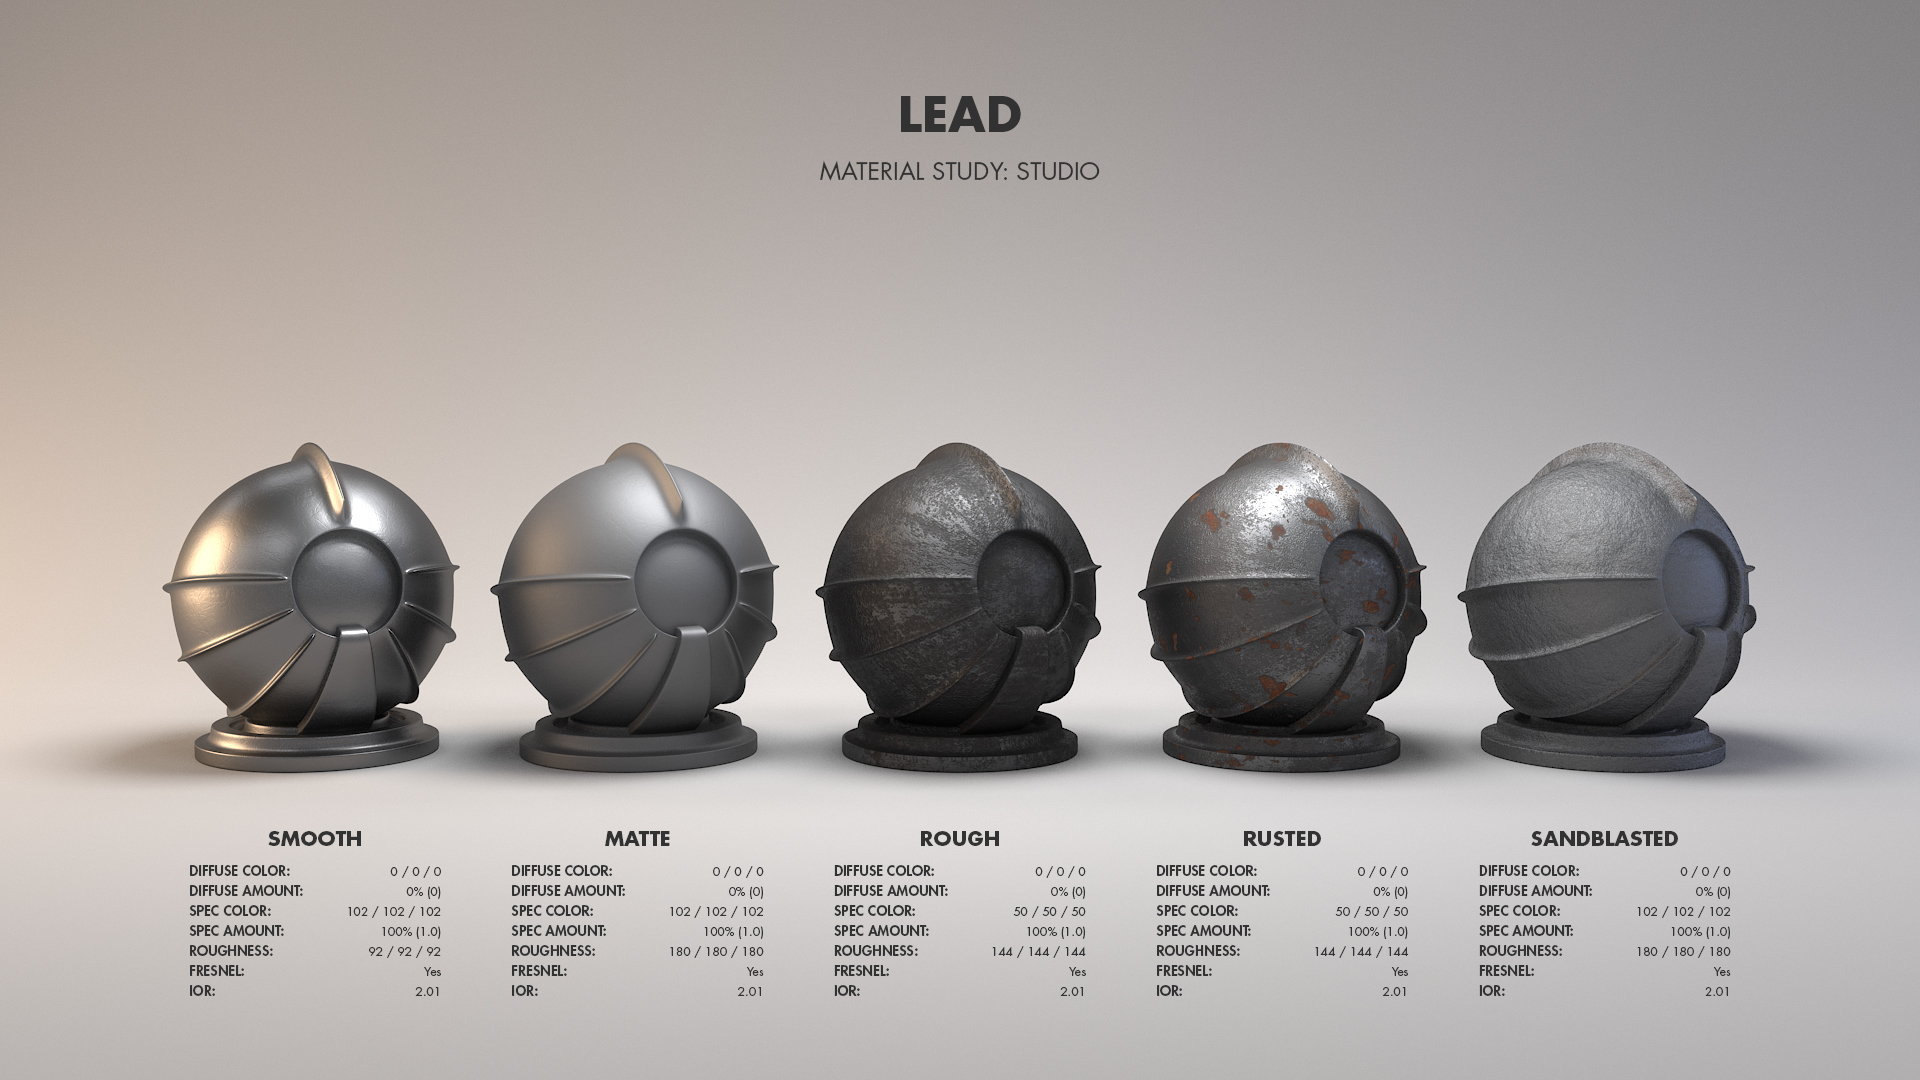 LEAD
MATERIAL STUDY: STUDIO
SMOOTH
DIFFUSE COLOR: 0 / 0 / 0
DIFFUSE AMOUNT: 0% (0)
SPEC COLOR: 102 / 102 / 102
SPEC AMOUNT: 100% (1.0)
ROUGHNESS: 92 / 92 / 92
FRESNEL: Yes
IOR: 2.01
MATTE
DIFFUSE COLOR: 0 / 0 / 0
DIFFUSE AMOUNT: 0% (0)
SPEC COLOR: 102 / 102 / 102
SPEC AMOUNT: 100% (1.0)
ROUGHNESS: 180 / 180 / 180
FRESNEL: Yes
IOR: 2.01
ROUGH
DIFFUSE COLOR: 0 / 0 / 0
DIFFUSE AMOUNT: 0% (0)
SPEC COLOR: 50 / 50 / 50
SPEC AMOUNT: 100% (1.0)
ROUGHNESS: 144 / 144 / 144
FRESNEL: Yes
IOR: 2.01
RUSTED
DIFFUSE COLOR: 0 / 0 / 0
DIFFUSE AMOUNT: 0% (0)
SPEC COLOR: 50 / 50 / 50
SPEC AMOUNT: 100% (1.0)
ROUGHNESS: 144 / 144 / 144
FRESNEL: Yes
IOR: 2.01
SANDBLASTED
DIFFUSE COLOR: 0 / 0 / 0
DIFFUSE AMOUNT: 0% (0)
SPEC COLOR: 102 / 102 / 102
SPEC AMOUNT: 100% (1.0)
ROUGHNESS: 180 / 180 / 180
FRESNEL: Yes
IOR: 2.01